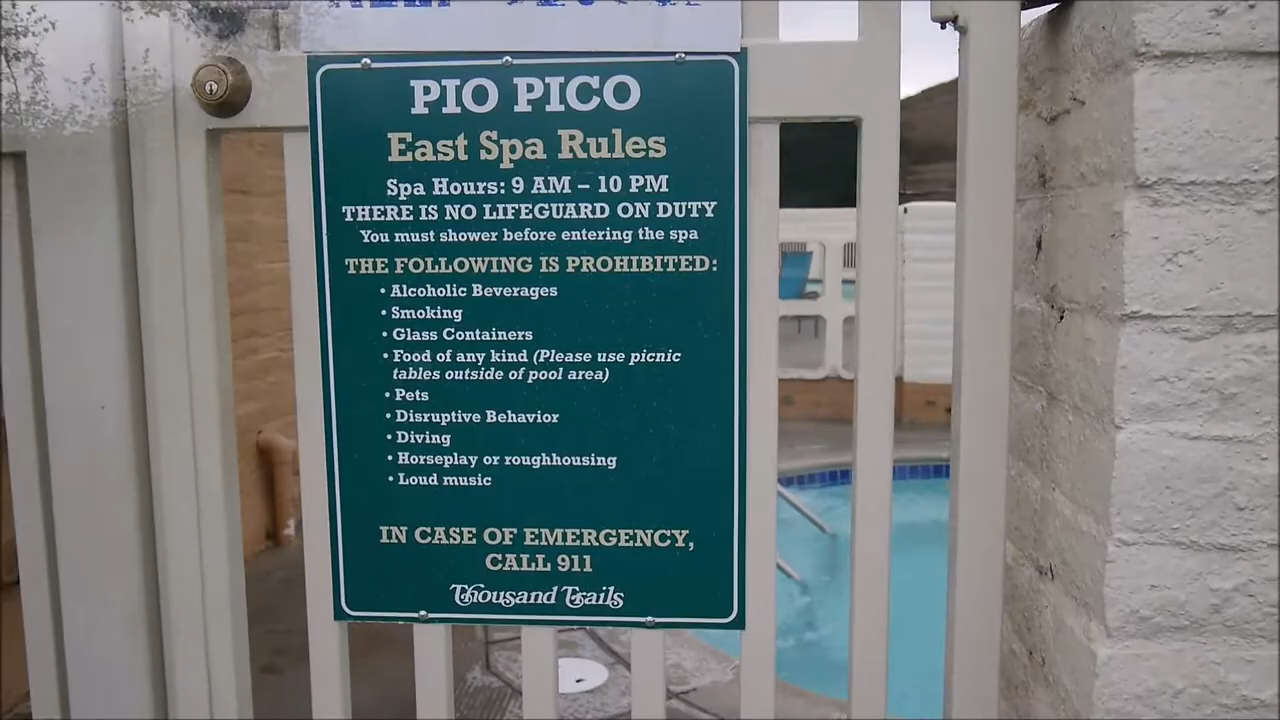 PIO PICO
East Spa Rules
Spa Hours: 9 AM – 10 PM
THERE IS NO LIFEGUARD ON DUTY
You must shower before entering the spa
THE FOLLOWING IS PROHIBITED:
• Alcoholic Beverages
• Smoking
• Glass Containers
• Food of any kind (Please use picnic
tables outside of pool area)
• Pets
• Disruptive Behavior
• Diving
• Horseplay or roughhousing
• Loud music
IN CASE OF EMERGENCY,
CALL 911
Thousand Trails